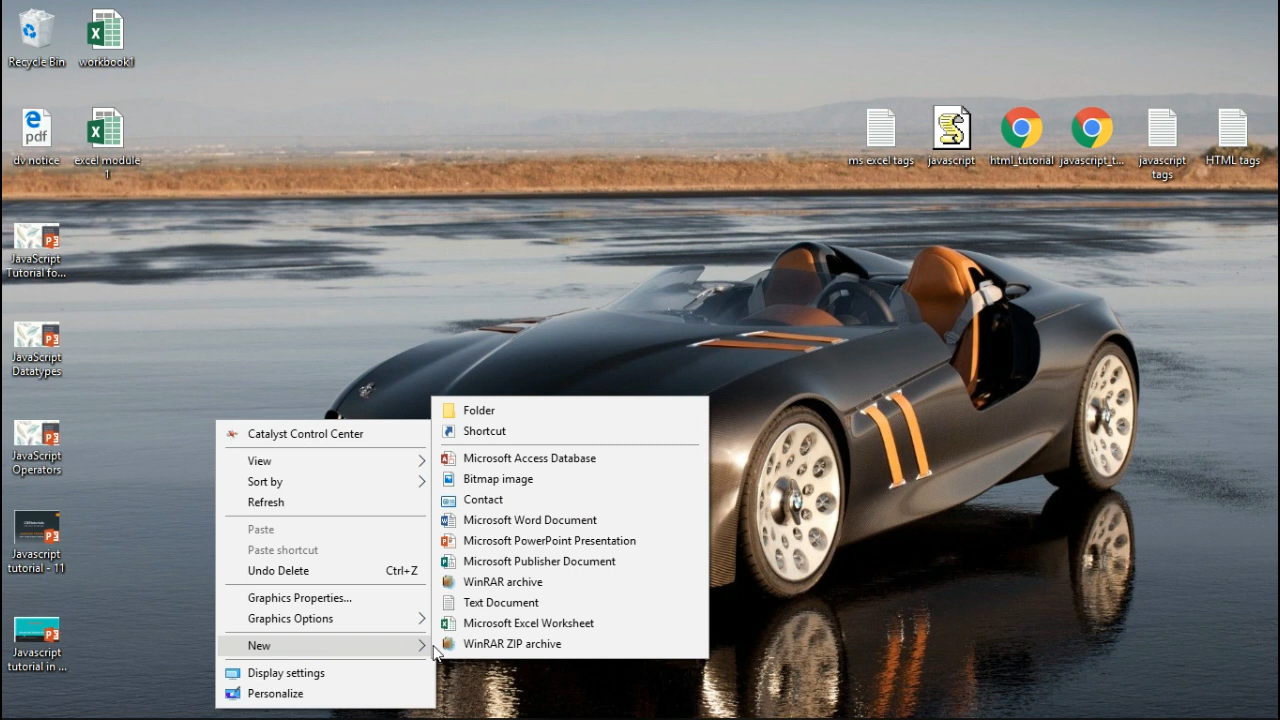 Recycle Bin
workbook1
pdf
dv notice
excel module
1
ms excel tags
javascript
html_tutorial
javascript_t...
javascript
tags
HTML tags
JavaScript
Tutorial fo...
JavaScript
Datatypes
JavaScript
Operators
Javascript
tutorial - 11
Javascript
tutorial in ...
Catalyst Control Center
View
Sort by
Refresh
Paste
Paste shortcut
Undo Delete Ctrl+Z
Graphics Properties...
Graphics Options
New
Display settings
Personalize
Folder
Shortcut
Microsoft Access Database
Bitmap image
Contact
Microsoft Word Document
Microsoft PowerPoint Presentation
Microsoft Publisher Document
WinRAR archive
Text Document
Microsoft Excel Worksheet
WinRAR ZIP archive